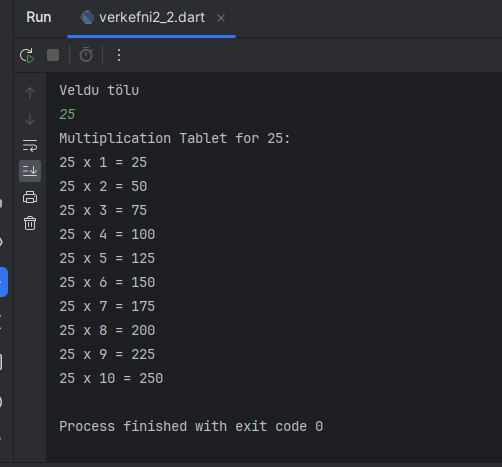 Run verkefni2_2.dart
Veldu tölu
25
Multiplication Tablet for 25:
25 x 1 = 25
25 x 2 = 50
25 x 3 = 75
25 x 4 = 100
25 x 5 = 125
25 x 6 = 150
25 x 7 = 175
25 x 8 = 200
25 x 9 = 225
25 x 10 = 250
Process finished with exit code 0